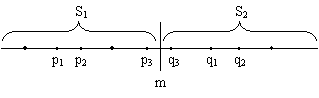 S₁ S₂
p₁ p₂ p₃ q₃ q₁ q₂
m